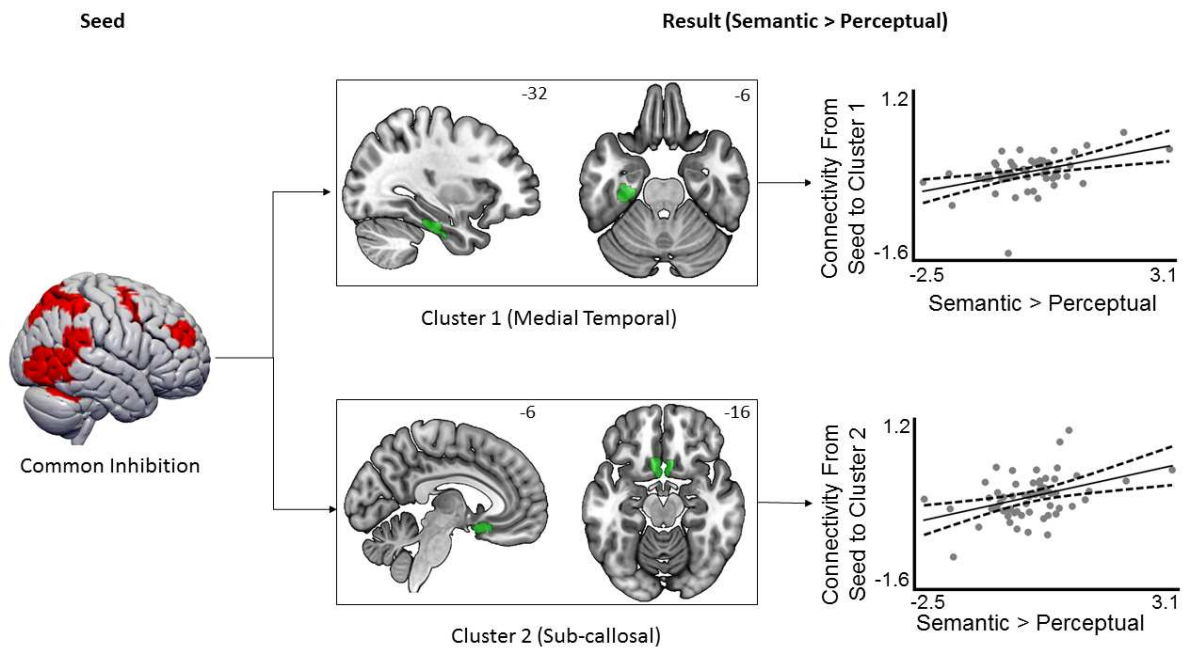 Seed
Result (Semantic > Perceptual)
-32
-6
1.2
Connectivity From
Seed to Cluster 1
-1.6
-2.5
3.1
Semantic > Perceptual
Cluster 1 (Medial Temporal)
Common Inhibition
-6
-16
1.2
Connectivity From
Seed to Cluster 2
-1.6
-2.5
3.1
Semantic > Perceptual
Cluster 2 (Sub-callosal)